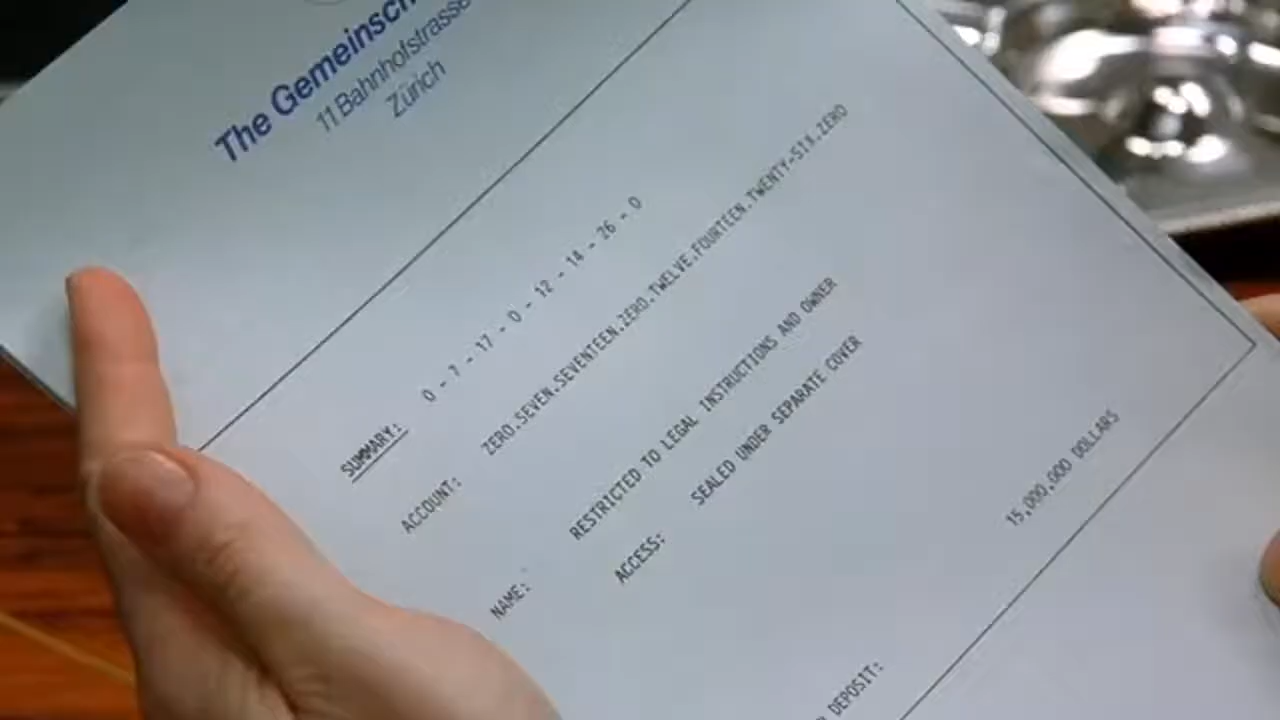 The Gemeinsch
11 Bahnhofstrasse
Zürich
SUMMARY: 0 - 7 - 17 - 0 - 12 - 14 - 26 - 0
ACCOUNT: ZERO.SEVEN.SEVENTEEN.ZERO.TWELVE.FOURTEEN.TWENTY-SIX.ZERO
NAME: RESTRICTED TO LEGAL INSTRUCTIONS AND OWNER
ACCESS: SEALED UNDER SEPARATE COVER
15,000,000 DOLLARS
DEPOSIT: